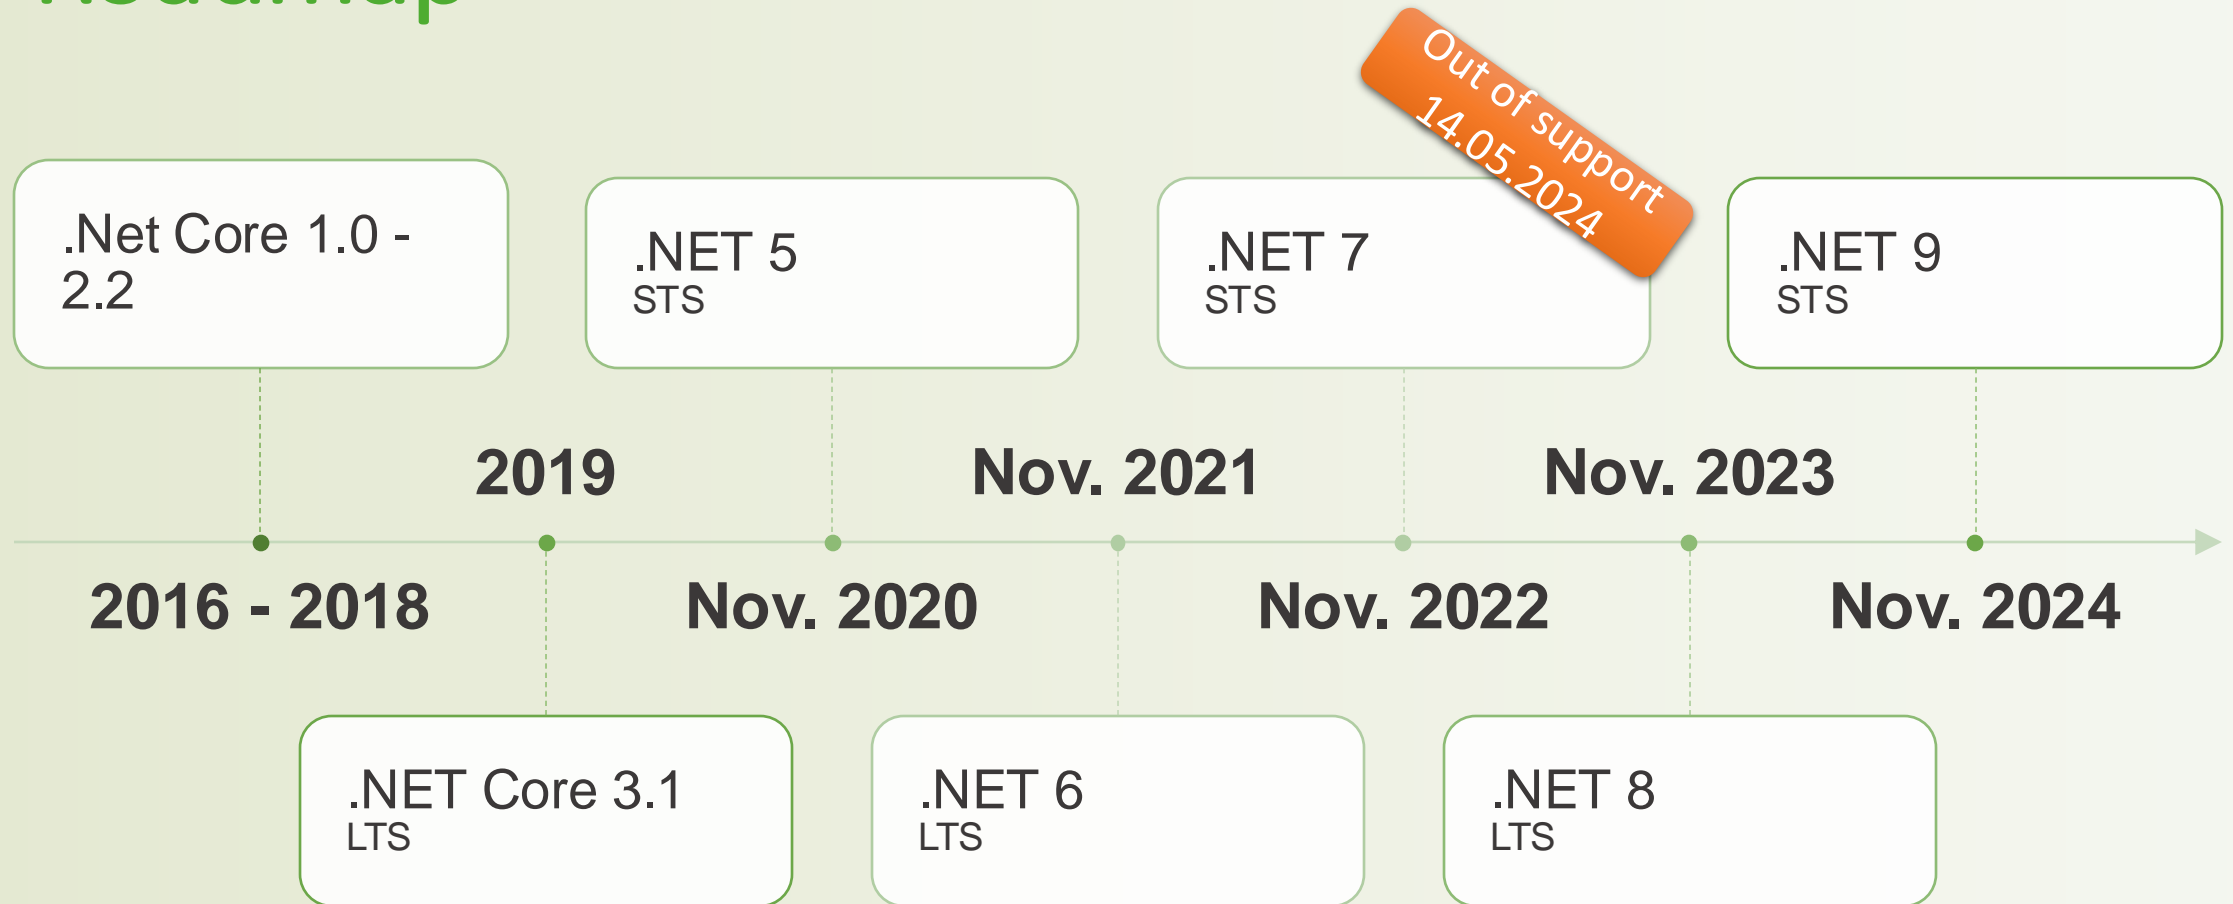 Roadmap
Out of support
14.05.2024
.Net Core 1.0 -
2.2
.NET 5
STS
.NET 7
STS
.NET 9
STS
2019
Nov. 2021
Nov. 2023
2016 - 2018
Nov. 2020
Nov. 2022
Nov. 2024
.NET Core 3.1
LTS
.NET 6
LTS
.NET 8
LTS